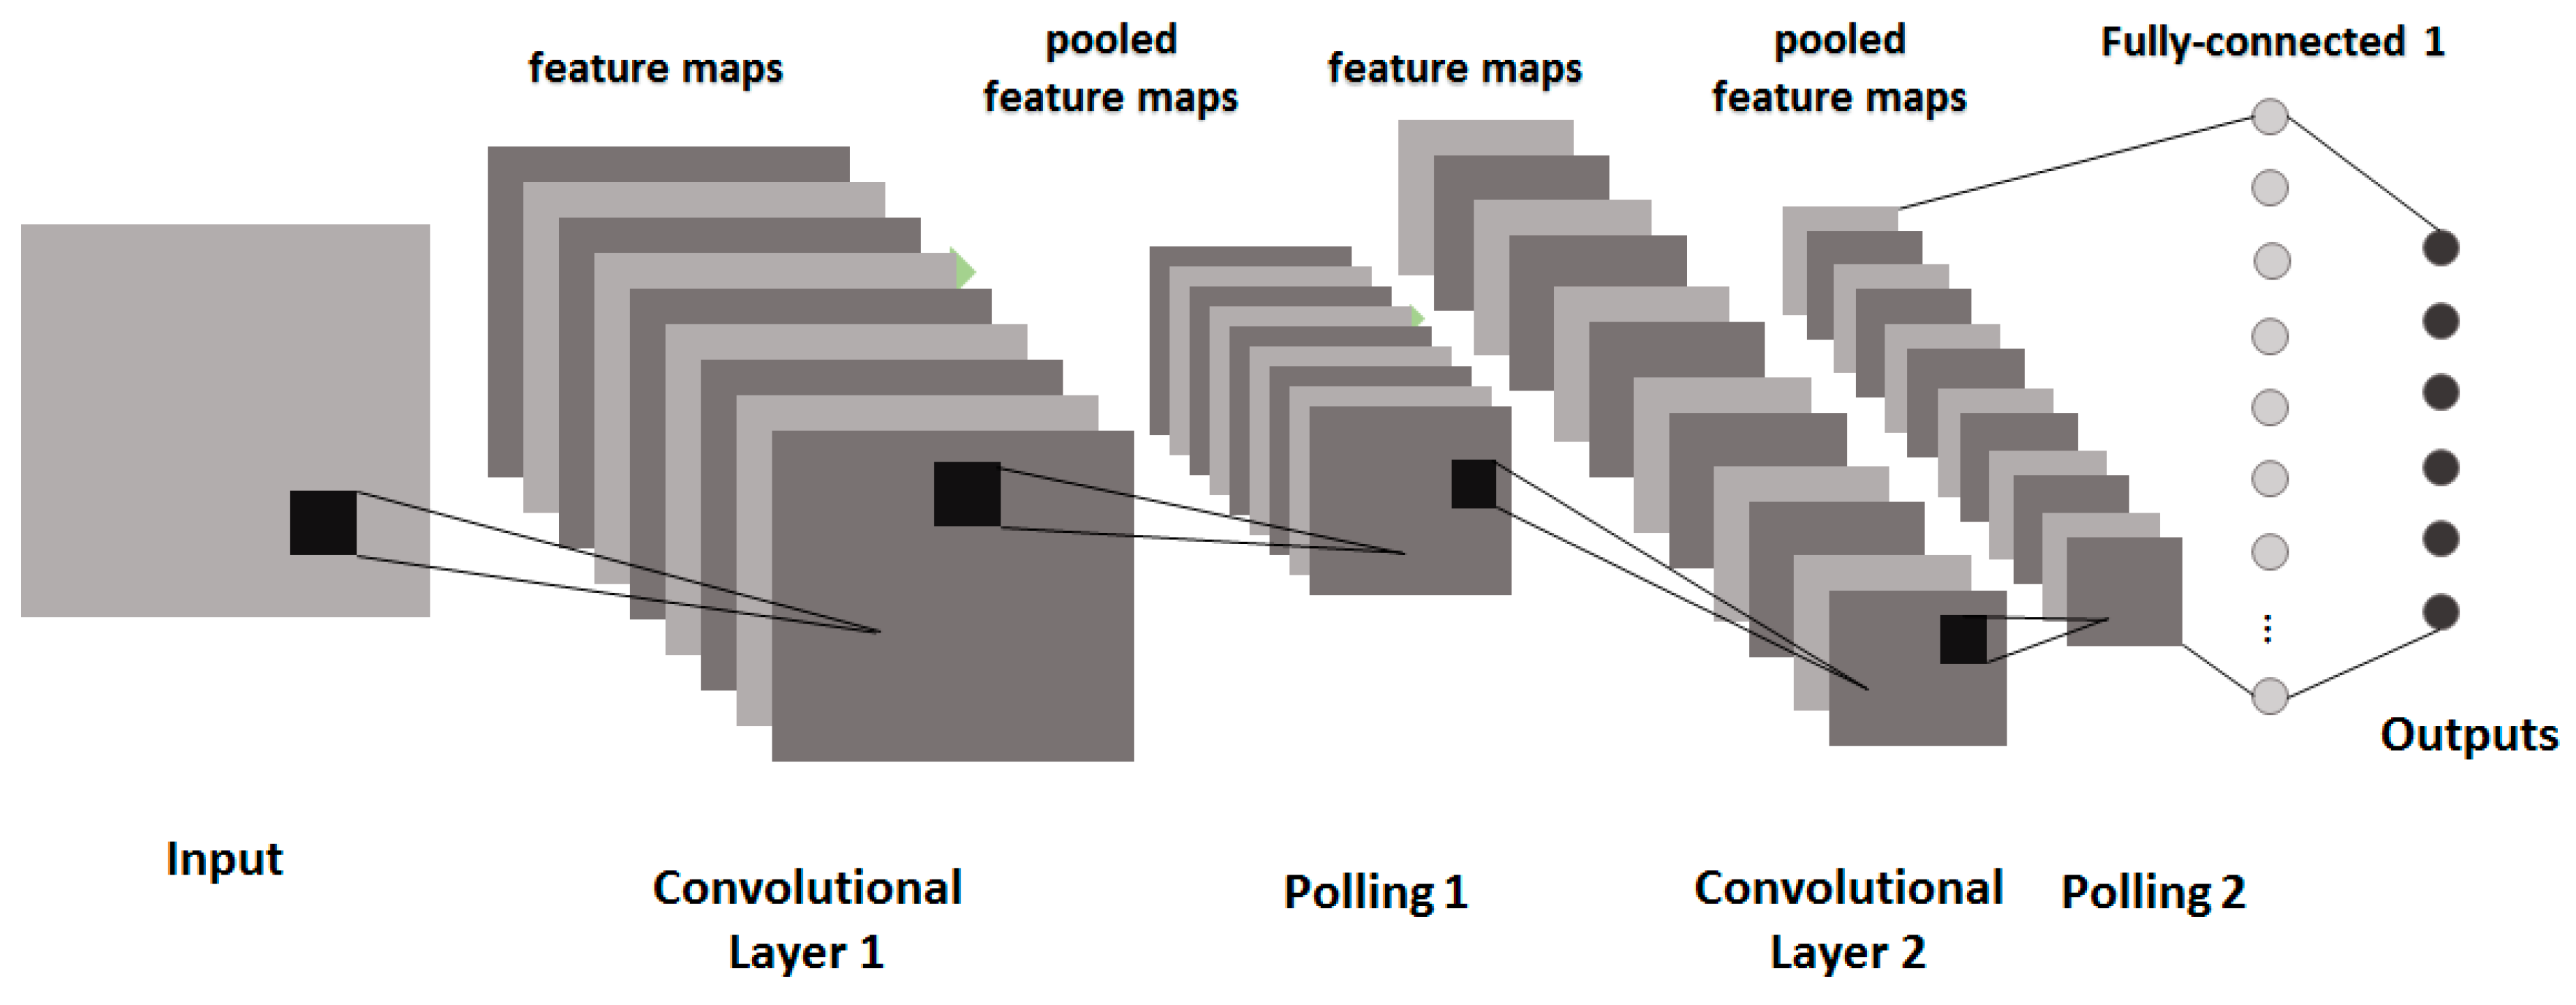 feature maps
pooled
feature maps
feature maps
pooled
feature maps
Fully-connected 1
...
Outputs
Input
Convolutional
Layer 1
Polling 1
Convolutional
Layer 2
Polling 2